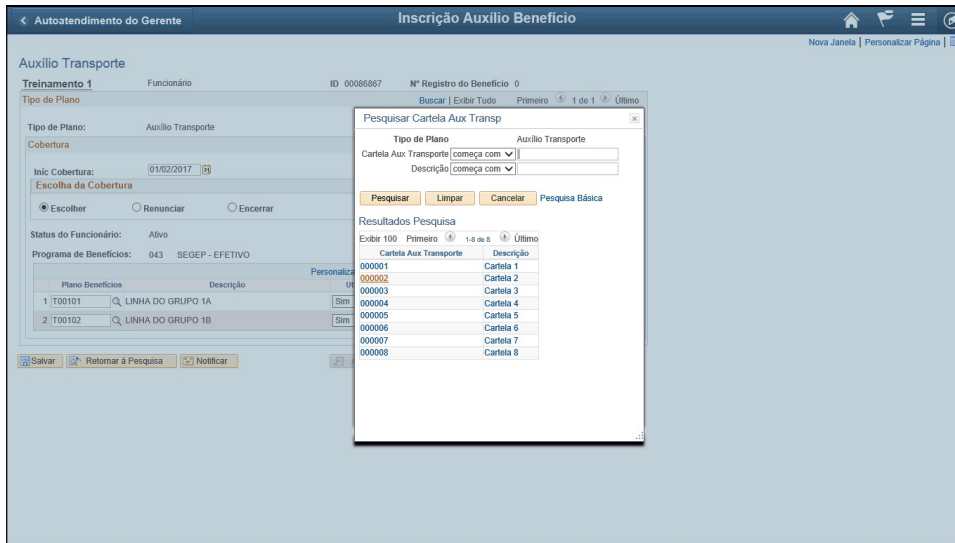 Autoatendimento do Gerente
Inscrição Auxílio Benefício
Nova Janela | Personalizar Página |
Auxílio Transporte
Treinamento 1 Funcionário ID 00086867 Nº Registro do Benefício 0
Tipo de Plano Buscar | Exibir Tudo Primeiro 1 de 1 Último
Tipo de Plano: Auxílio Transporte
Cobertura
Iníc Cobertura: 01/02/2017
Escolha da Cobertura
Escolher Renunciar Encerrar
Status do Funcionário: Ativo
Programa de Benefícios: 043 SEGEP - EFETIVO
Personaliza
Plano Benefícios Descrição
1 T00101 LINHA DO GRUPO 1A Sim
2 T00102 LINHA DO GRUPO 1B Sim
Salvar Retornar à Pesquisa Notificar
Pesquisar Cartela Aux Transp
Tipo de Plano Auxílio Transporte
Cartela Aux Transporte começa com
Descrição começa com
Pesquisar Limpar Cancelar Pesquisa Básica
Resultados Pesquisa
Exibir 100 Primeiro 1-8 de 8 Último
Cartela Aux Transporte Descrição
000001 Cartela 1
000002 Cartela 2
000003 Cartela 3
000004 Cartela 4
000005 Cartela 5
000006 Cartela 6
000007 Cartela 7
000008 Cartela 8